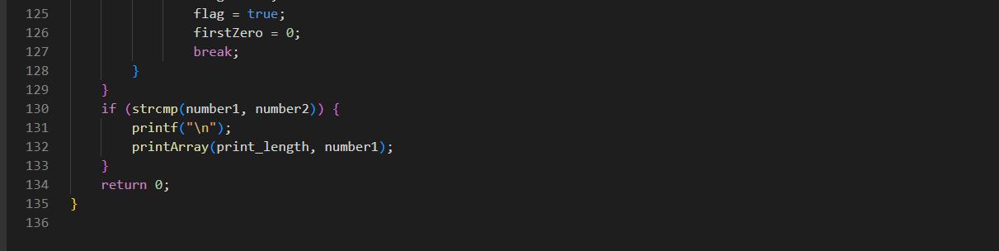 125 flag = true;
126 firstZero = 0;
127 break;
128 }
129 }
130 if (strcmp(number1, number2)) {
131 printf("\n");
132 printArray(print_length, number1);
133 }
134 return 0;
135 }
136